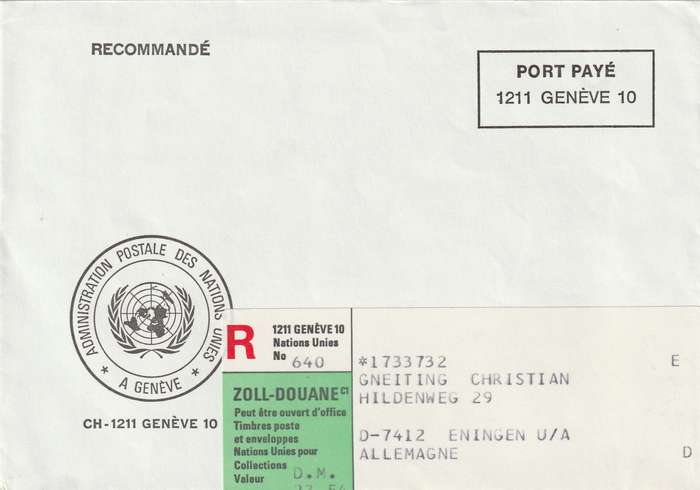 RECOMMANDÉ
PORT PAYÉ
1211 GENÈVE 10
ADMINISTRATION POSTALE DES NATIONS UNIES
★ A GENÈVE ★
CH-1211 GENÈVE 10
R
1211 GENÈVE 10
Nations Unies
No 640
ZOLL-DOUANE C1
Peut être ouvert d'office
Timbres poste
et enveloppes
Nations Unies pour
Collections
Valeur D.M.
*1733732 E
GNEITING CHRISTIAN
HILDENWEG 29
D-7412 ENINGEN U/A
ALLEMAGNE D